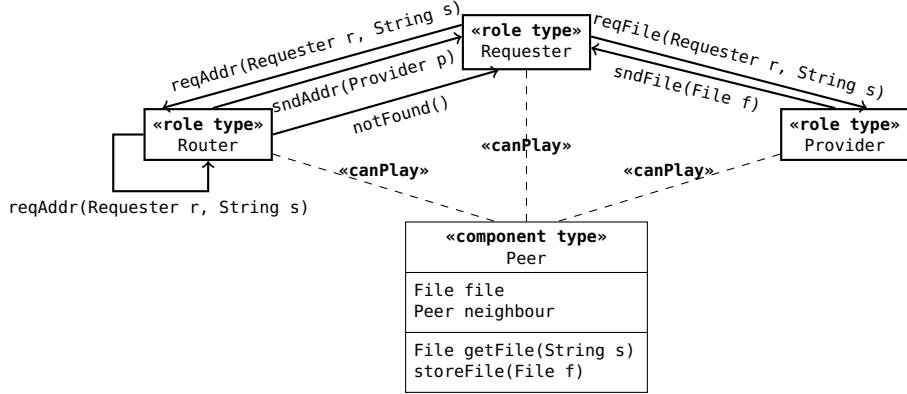 reqAddr(Requester r, String s)
«role type»
Requester
reqFile(Requester r, String s)
sndAddr(Provider p)
sndFile(File f)
notFound()
«role type»
Router
«role type»
Provider
«canPlay»
«canPlay»
«canPlay»
reqAddr(Requester r, String s)
«component type»
Peer
File file
Peer neighbour
File getFile(String s)
storeFile(File f)